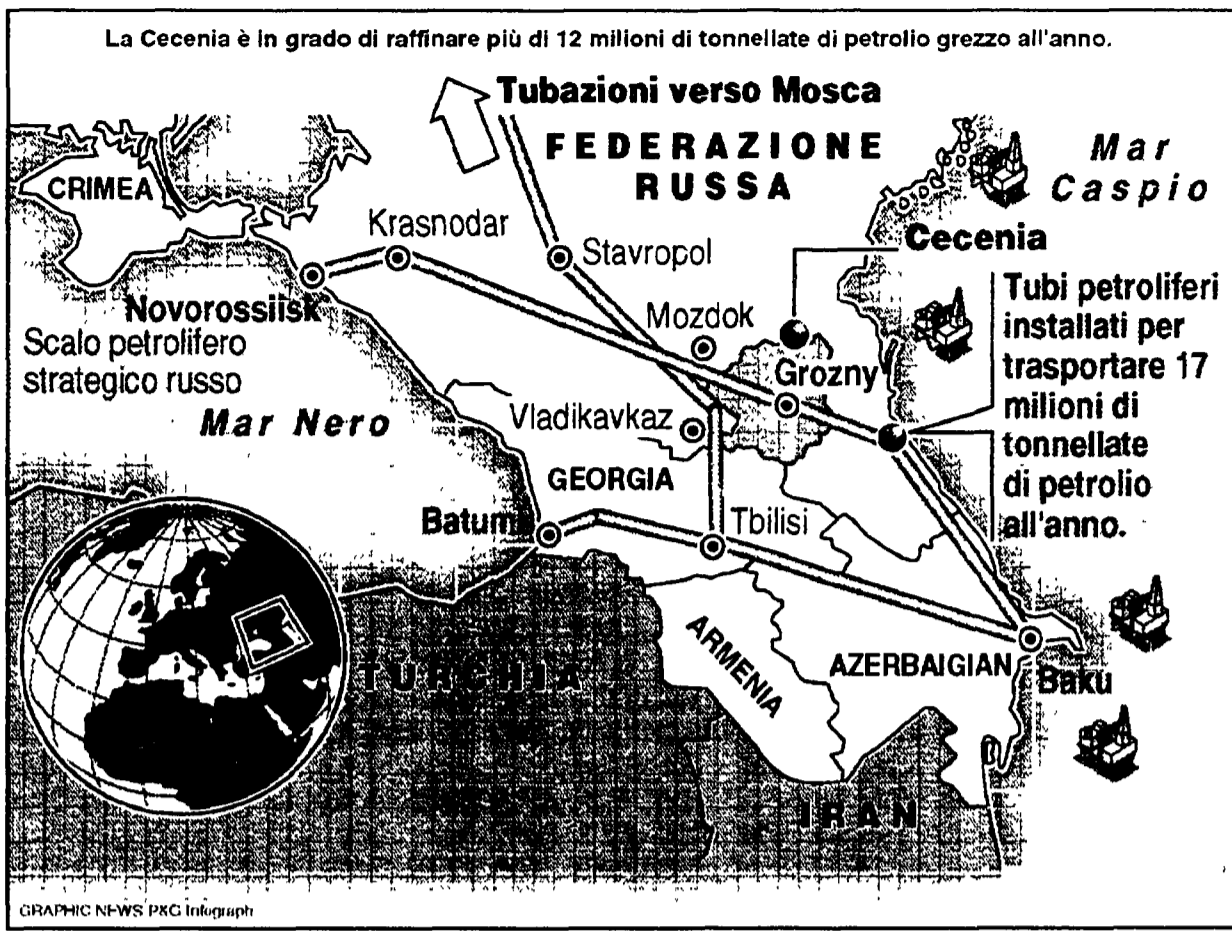 La Cecenia è in grado di raffinare più di 12 milioni di tonnellate di petrolio grezzo all'anno.
Tubazioni verso Mosca
FEDERAZIONE
RUSSA
Mar
Caspio
CRIMEA
Krasnodar
Stavropol
Cecenia
Novorossiisk
Scalo petrolifero
strategico russo
Mozdok
Grozny
Tubi petroliferi
installati per
trasportare 17
milioni di
tonnellate
di petrolio
all'anno.
Mar Nero
Vladikavkaz
GEORGIA
Batumi
Tbilisi
TURCHIA
ARMENIA
AZERBAIGIAN
Baku
IRAN
GRAPHIC NEWS P&G Infograph